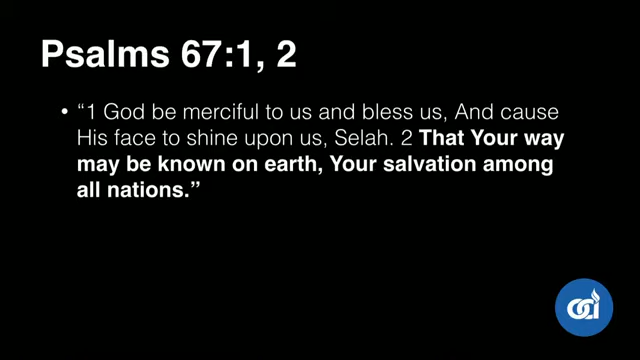 Psalms 67:1, 2
• “1 God be merciful to us and bless us, And cause
His face to shine upon us, Selah. 2 That Your way
may be known on earth, Your salvation among
all nations.”
OCI